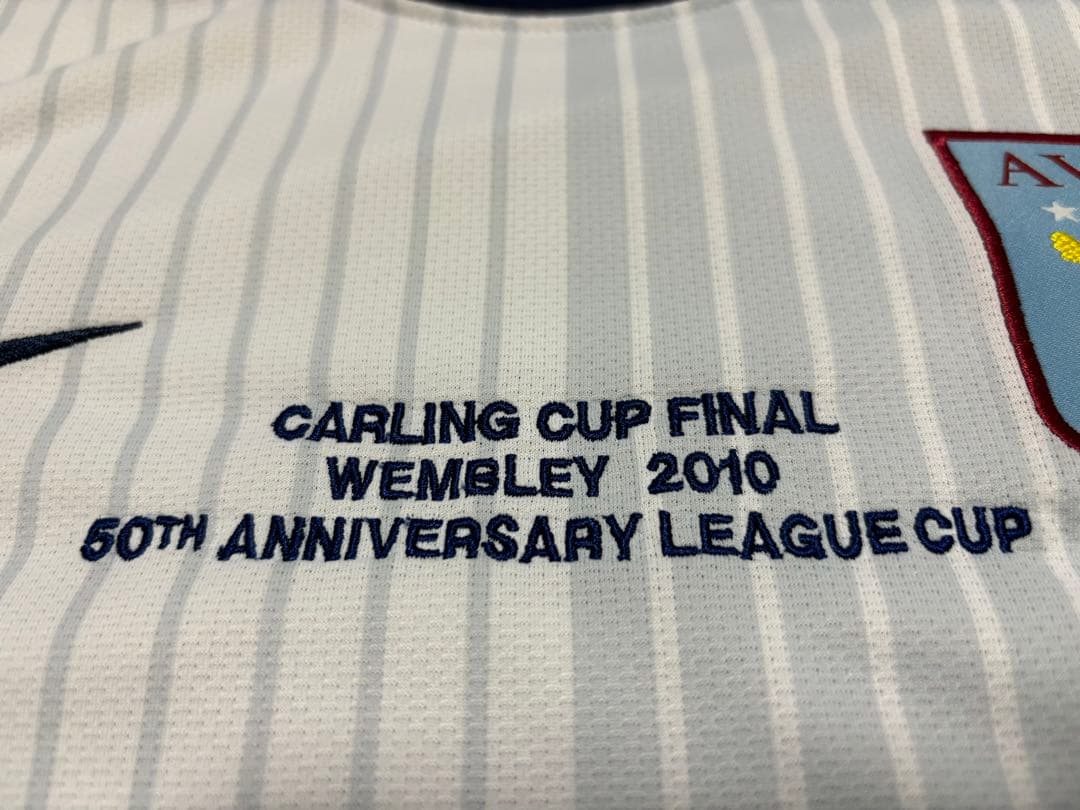 CARLING CUP FINAL
WEMBLEY 2010
50TH ANNIVERSARY LEAGUE CUP